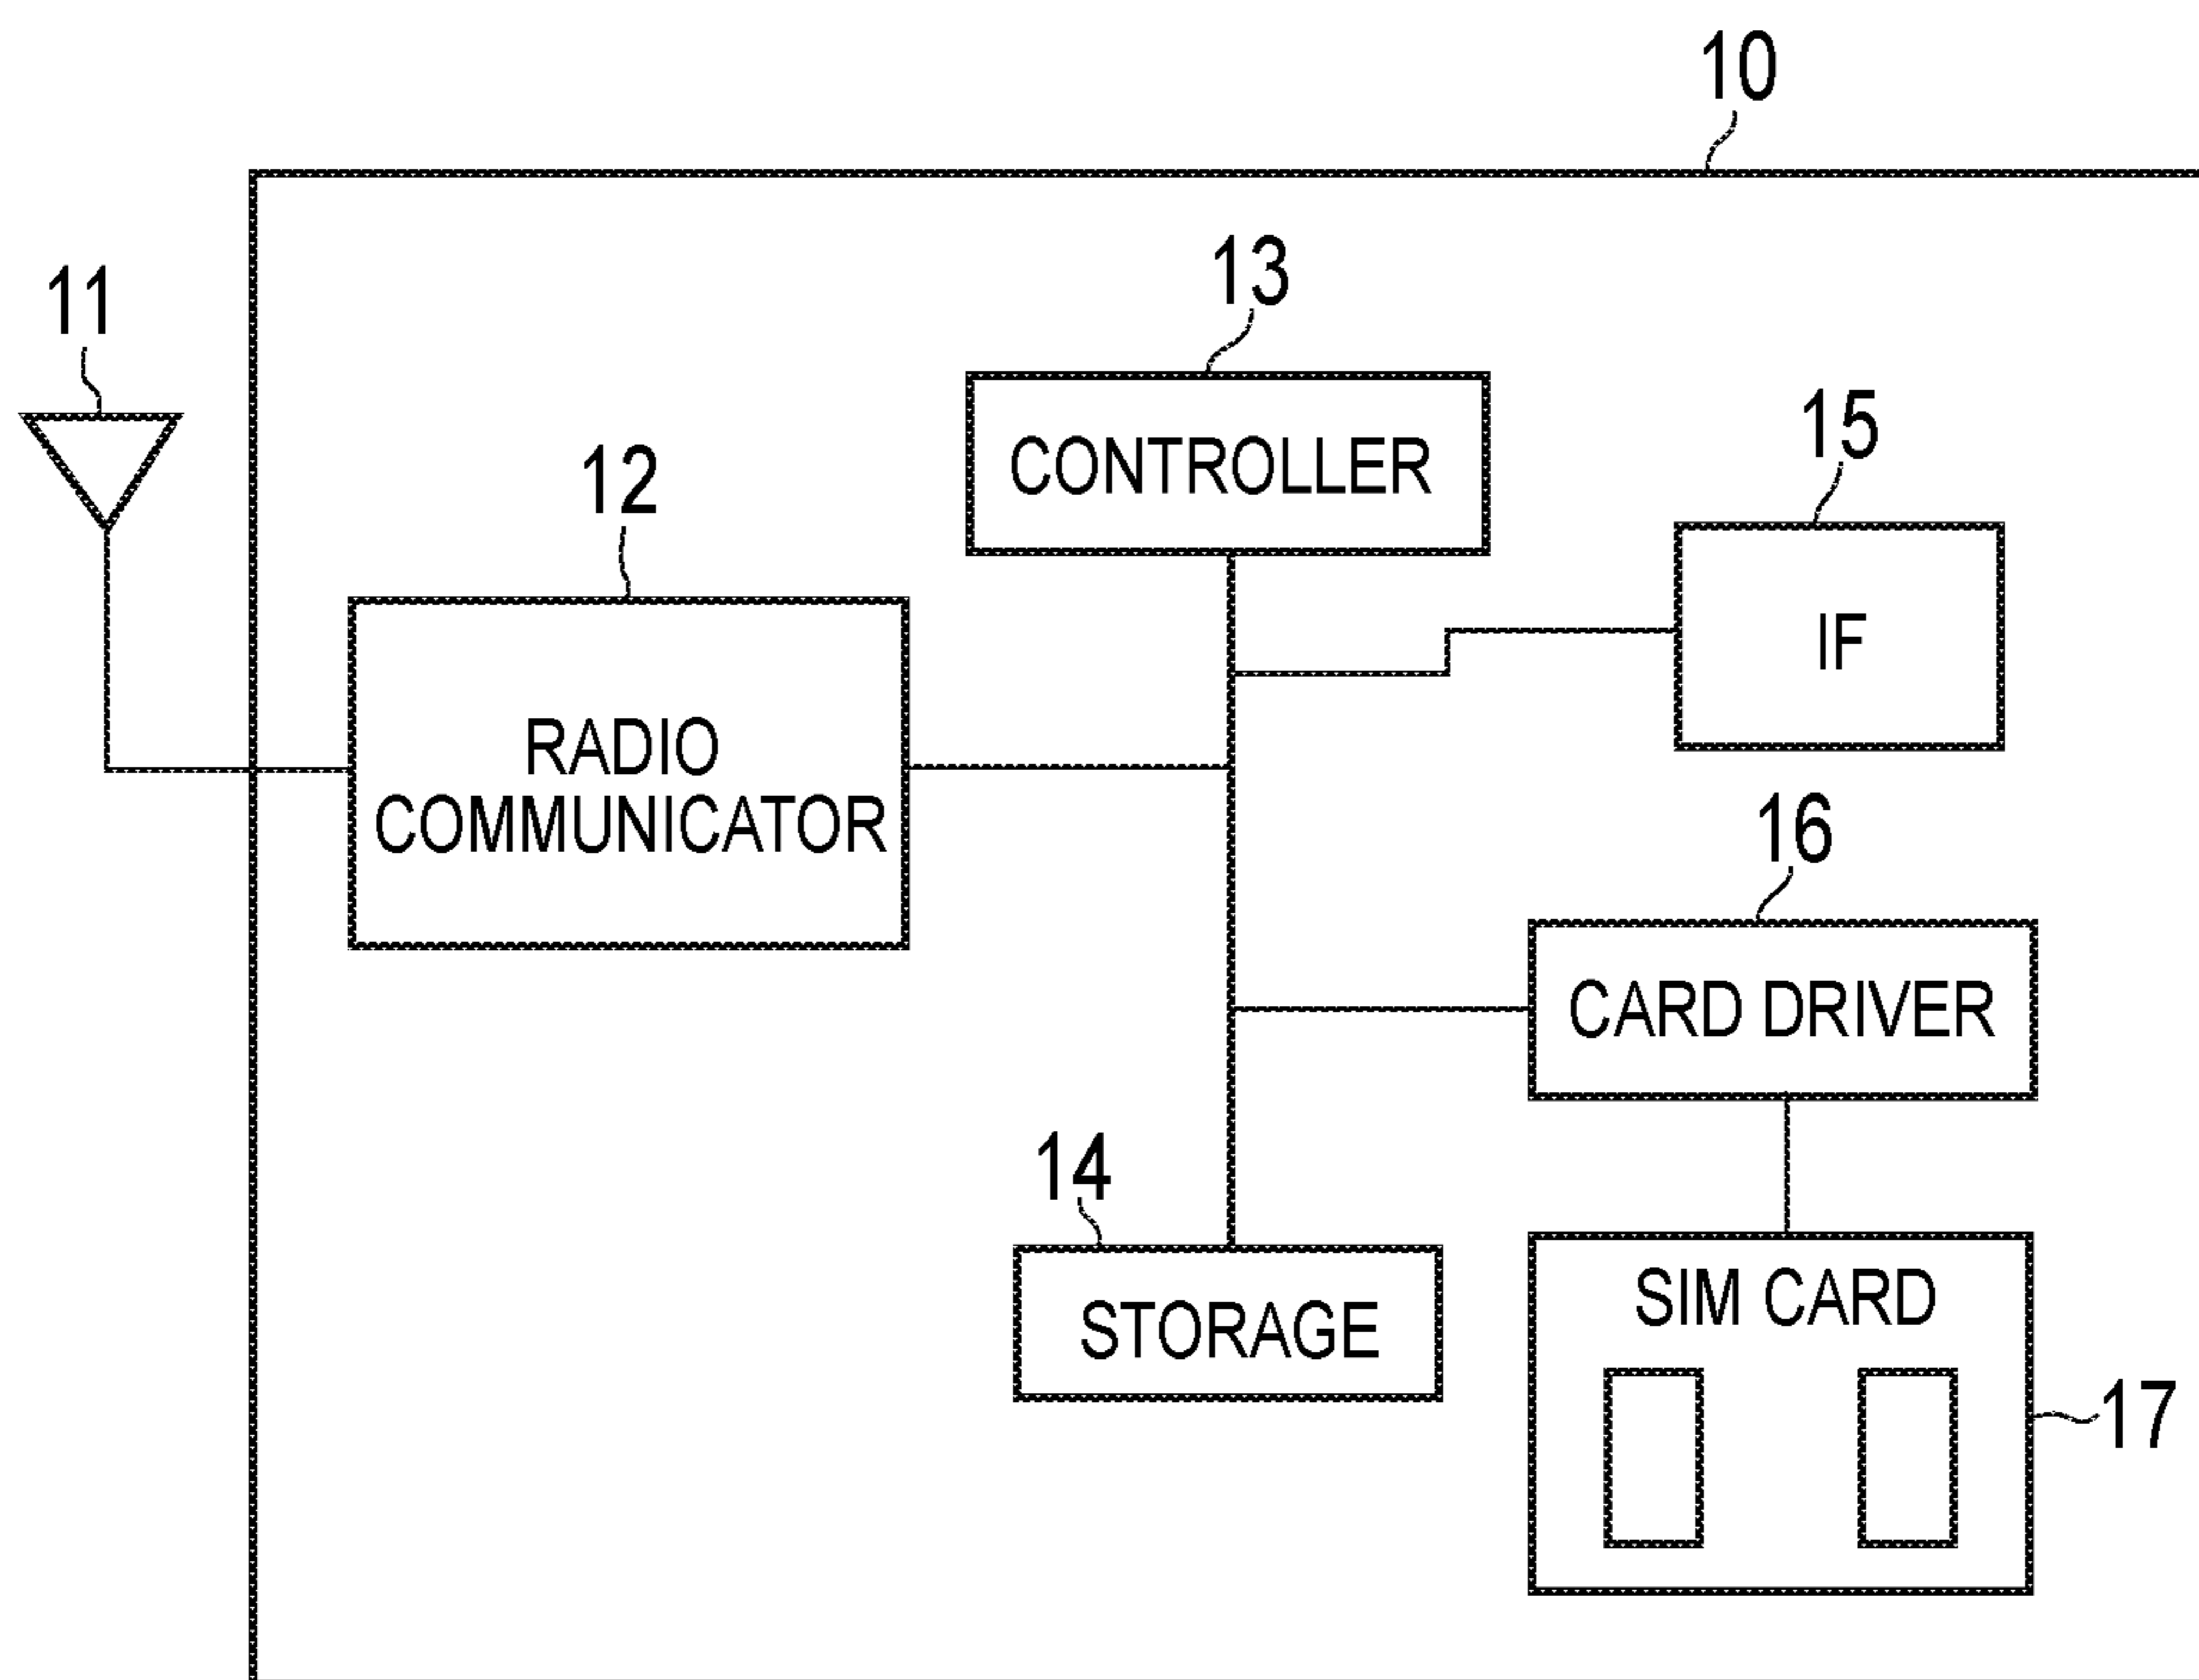 10
11
13
CONTROLLER
15
IF
12
RADIO
COMMUNICATOR
16
CARD DRIVER
14
STORAGE
SIM CARD
17